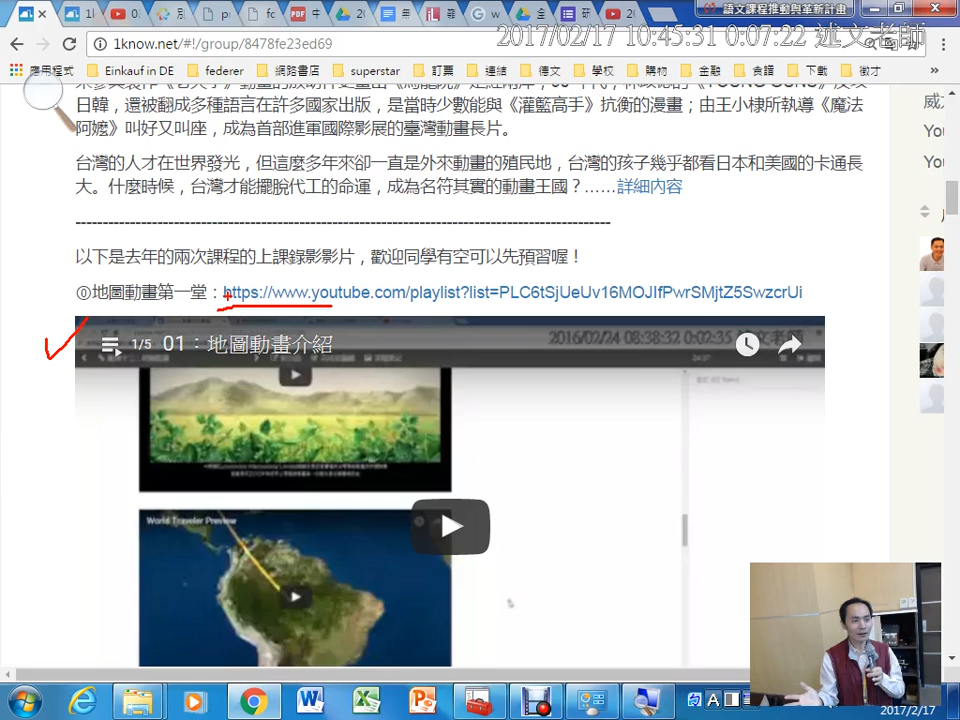 語文課程推動與革新計畫
1know.net/#!/group/8478fe23ed69
2017/02/17 10:45:31 0:07:22 述文老師
應用程式 Einkauf in DE federer 網路書店 superstar 訂票 連結 德文 學校 購物 金融 食譜 下載 徵才 »
日韓，還被翻成多種語言在許多國家出版，是當時少數能與《灌籃高手》抗衡的漫畫；由王小棣所執導《魔法
阿嬤》叫好又叫座，成為首部進軍國際影展的臺灣動畫長片。
台灣的人才在世界發光，但這麼多年來卻一直是外來動畫的殖民地，台灣的孩子幾乎都看日本和美國的卡通長
大。什麼時候，台灣才能擺脫代工的命運，成為名符其實的動畫王國？......詳細內容
以下是去年的兩次課程的上課錄影影片，歡迎同學有空可以先預習喔！
◎地圖動畫第一堂：https://www.youtube.com/playlist?list=PLC6tSjUeUv16MOJIfPwrSMjtZ5SwzcrUi
1/5 01：地圖動畫介紹
2016/02/24 08:38:32 0:02:35 述文老師
World Traveler Preview
You
You
2017/2/17